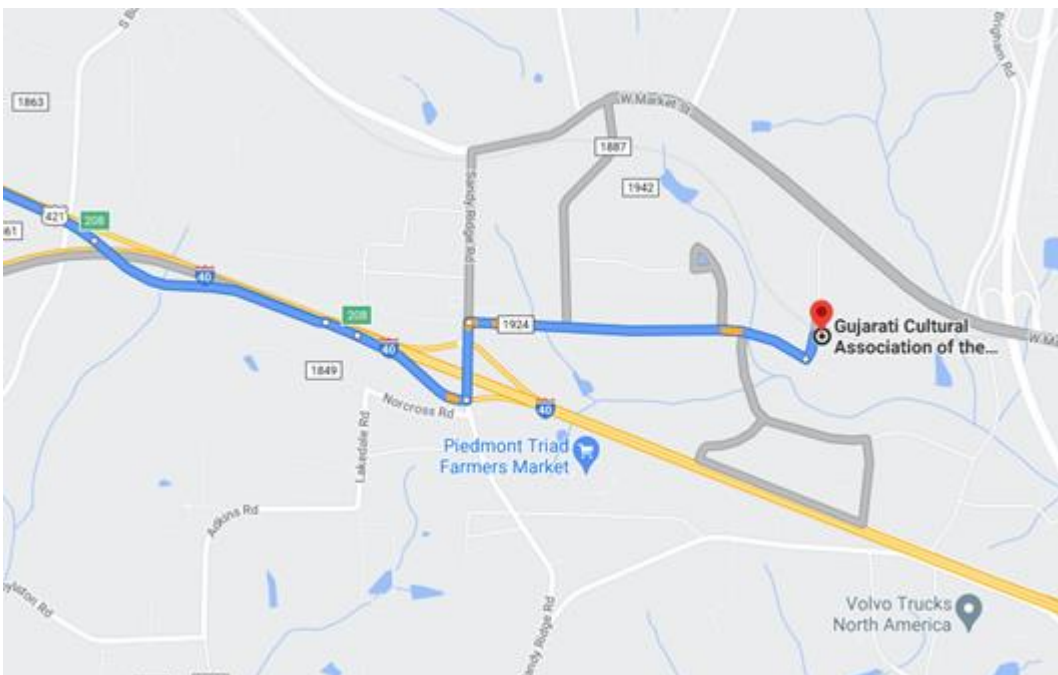 S B
Brigham Rd
1863
W.Market St
1887
1942
421
208
61
Sandy Ridge Rd
40
208
1924
Gujarati Cultural
Association of the...
W.Ma
40
1849
Norcross Rd
40
Lakedale Rd
Piedmont Triad
Farmers Market
Adkins Rd
Volvo Trucks
North America
ndy Ridge Rd